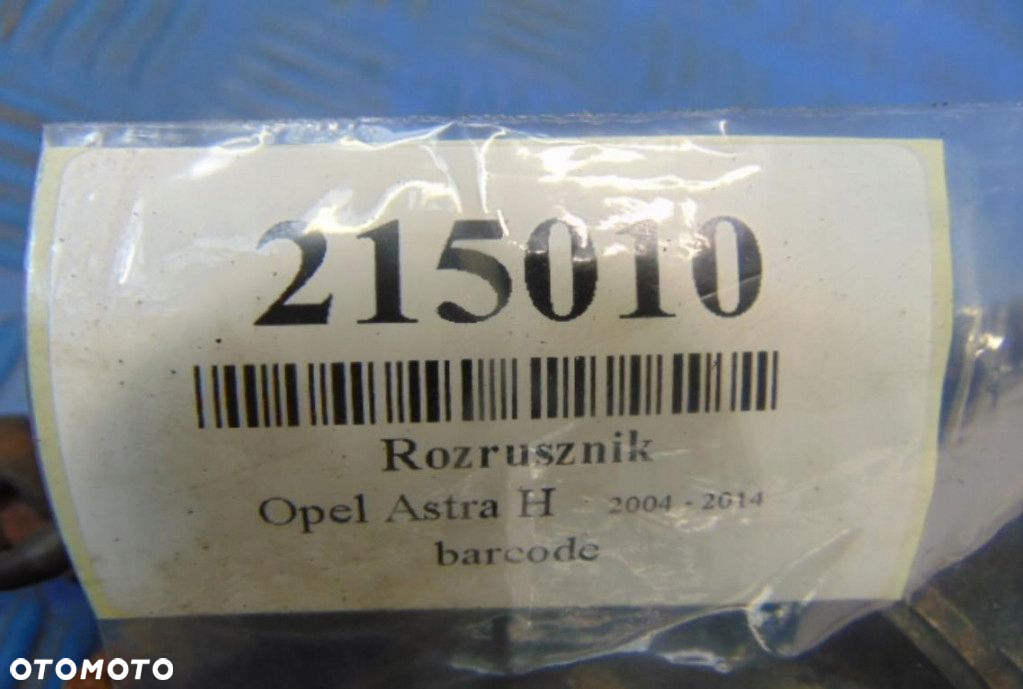 215010
Rozrusznik
Opel Astra H 2004 - 2014
barcode
OTOMOTO